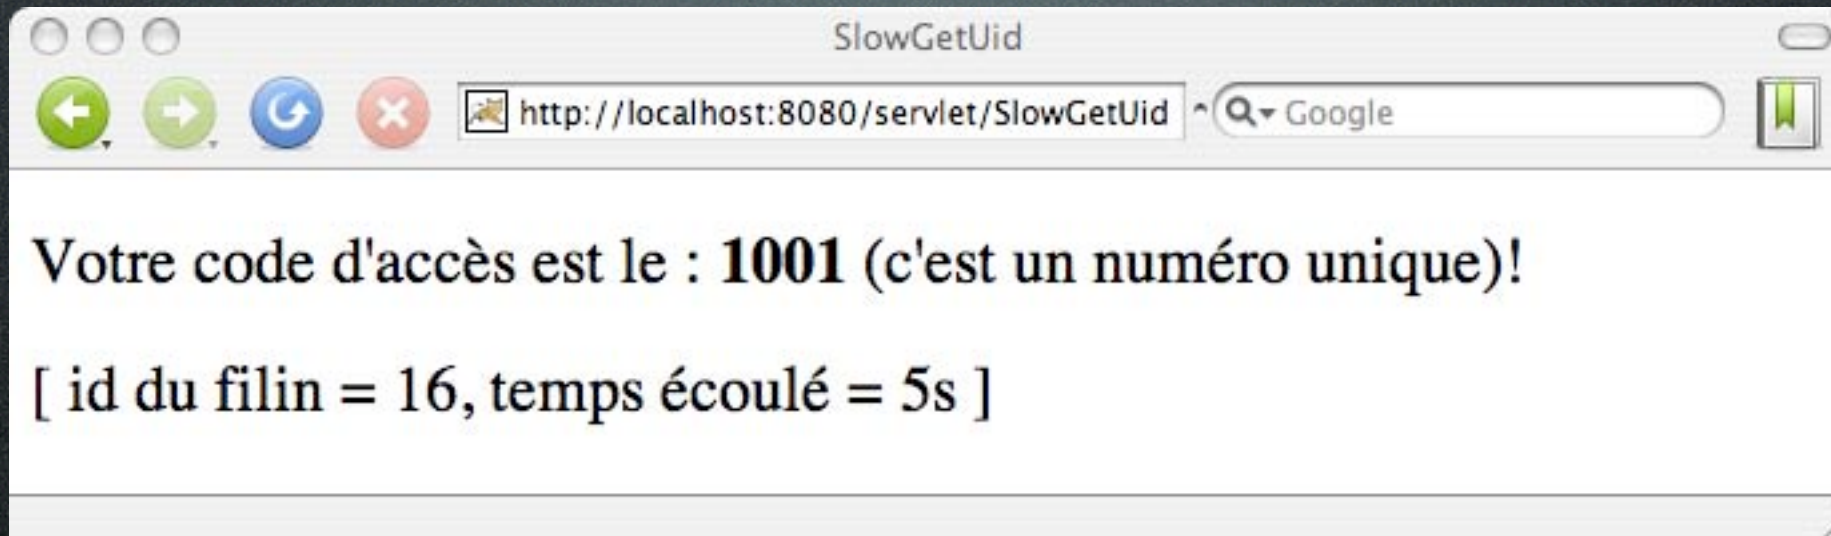 SlowGetUid
http://localhost:8080/servlet/SlowGetUid
Google
Votre code d'accès est le : 1001 (c'est un numéro unique)!
[ id du filin = 16, temps écoulé = 5s ]